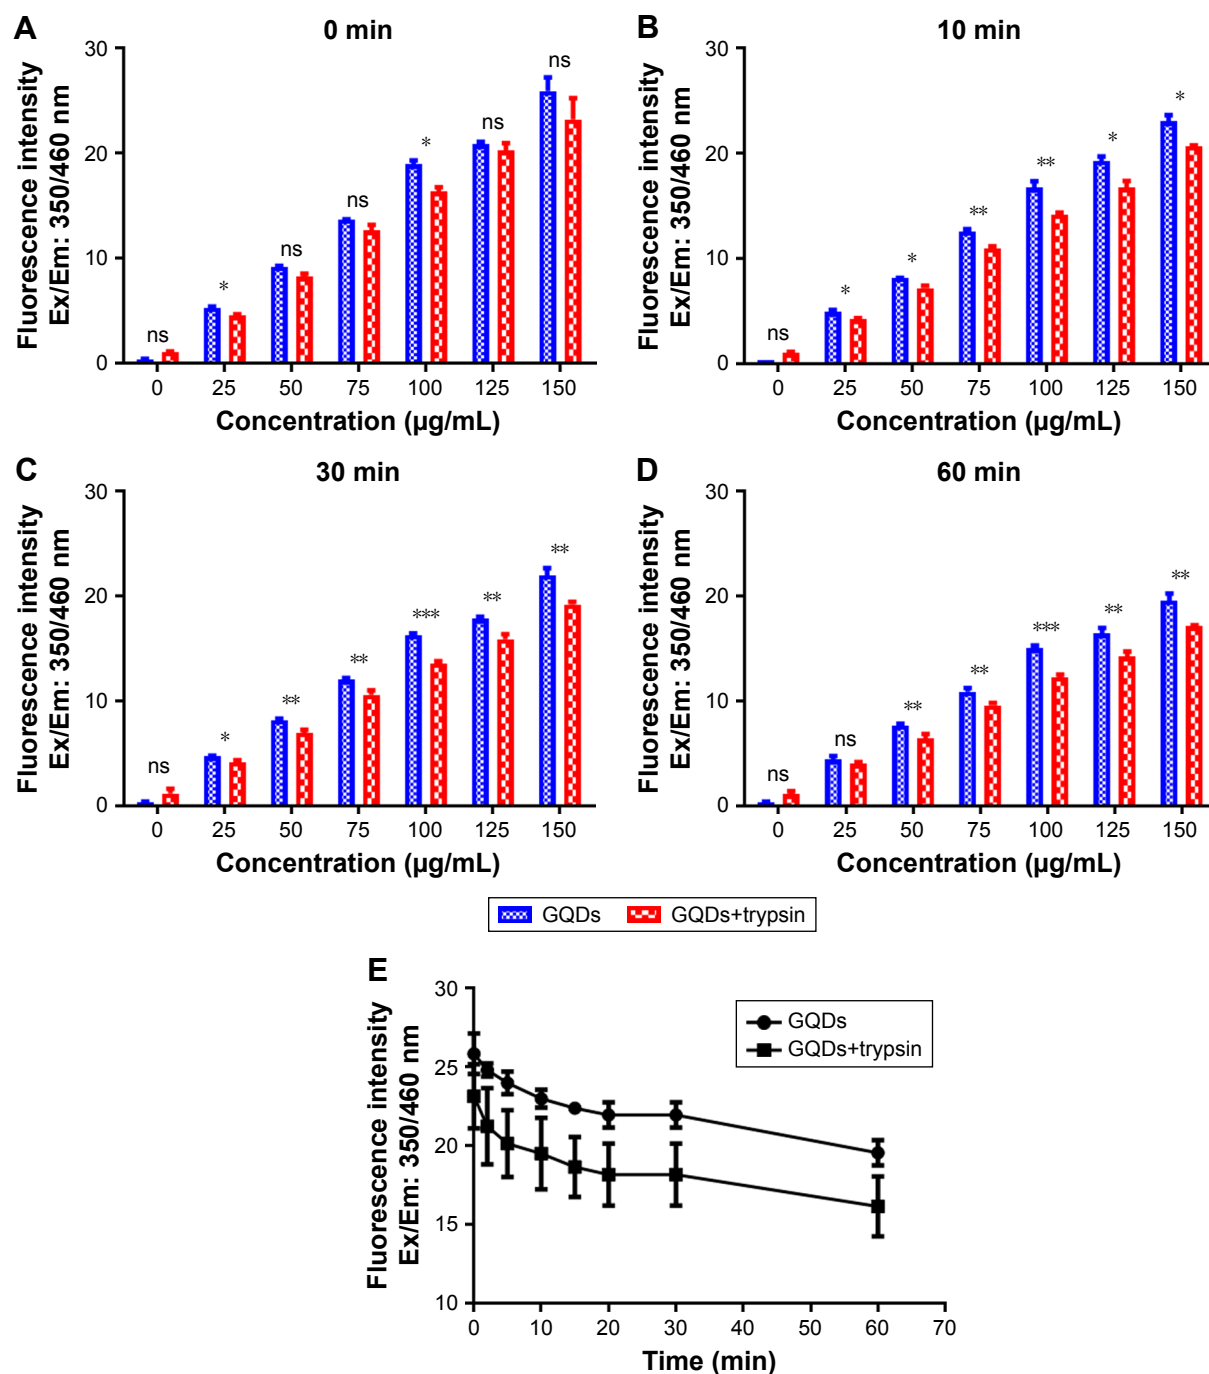 A
0 min
Fluorescence intensity
Ex/Em: 350/460 nm
30
20
10
0
ns
*
ns
ns
*
ns
ns
0 25 50 75 100 125 150
Concentration (µg/mL)
B
10 min
Fluorescence intensity
Ex/Em: 350/460 nm
30
20
10
0
ns
*
*
**
**
*
*
0 25 50 75 100 125 150
Concentration (µg/mL)
C
30 min
Fluorescence intensity
Ex/Em: 350/460 nm
30
20
10
0
ns
*
**
**
***
**
**
0 25 50 75 100 125 150
Concentration (µg/mL)
D
60 min
Fluorescence intensity
Ex/Em: 350/460 nm
30
20
10
0
ns
ns
**
**
***
**
**
0 25 50 75 100 125 150
Concentration (µg/mL)
GQDs GQDs+trypsin
E
Fluorescence intensity
Ex/Em: 350/460 nm
30
25
20
15
10
GQDs
GQDs+trypsin
0 10 20 30 40 50 60 70
Time (min)